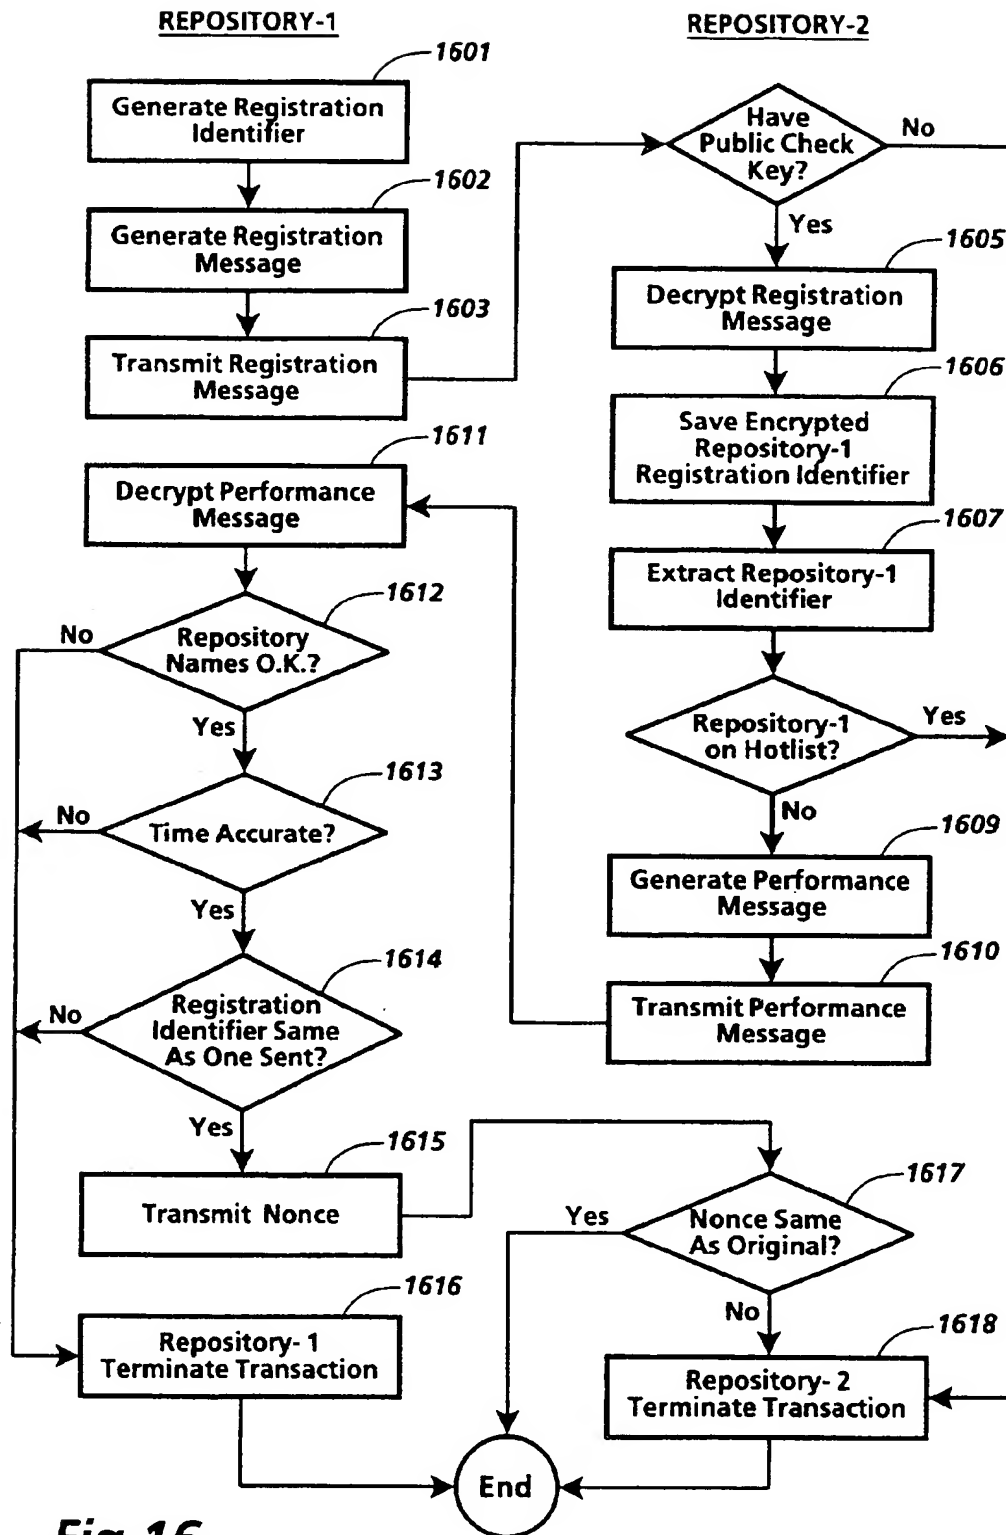 REPOSITORY-1
1601
Generate Registration
Identifier
1602
Generate Registration
Message
1603
Transmit Registration
Message
1611
Decrypt Performance
Message
1612
Repository
Names O.K.?
No
Yes
1613
Time Accurate?
No
Yes
1614
Registration
Identifier Same
As One Sent?
No
Yes
1615
Transmit Nonce
1616
Repository- 1
Terminate Transaction
REPOSITORY-2
Have
Public Check
Key?
No
Yes
1605
Decrypt Registration
Message
1606
Save Encrypted
Repository-1
Registration Identifier
1607
Extract Repository-1
Identifier
Repository-1
on Hotlist?
Yes
No
1609
Generate Performance
Message
1610
Transmit Performance
Message
1617
Nonce Same
As Original?
Yes
No
1618
Repository- 2
Terminate Transaction
End
Fig.16